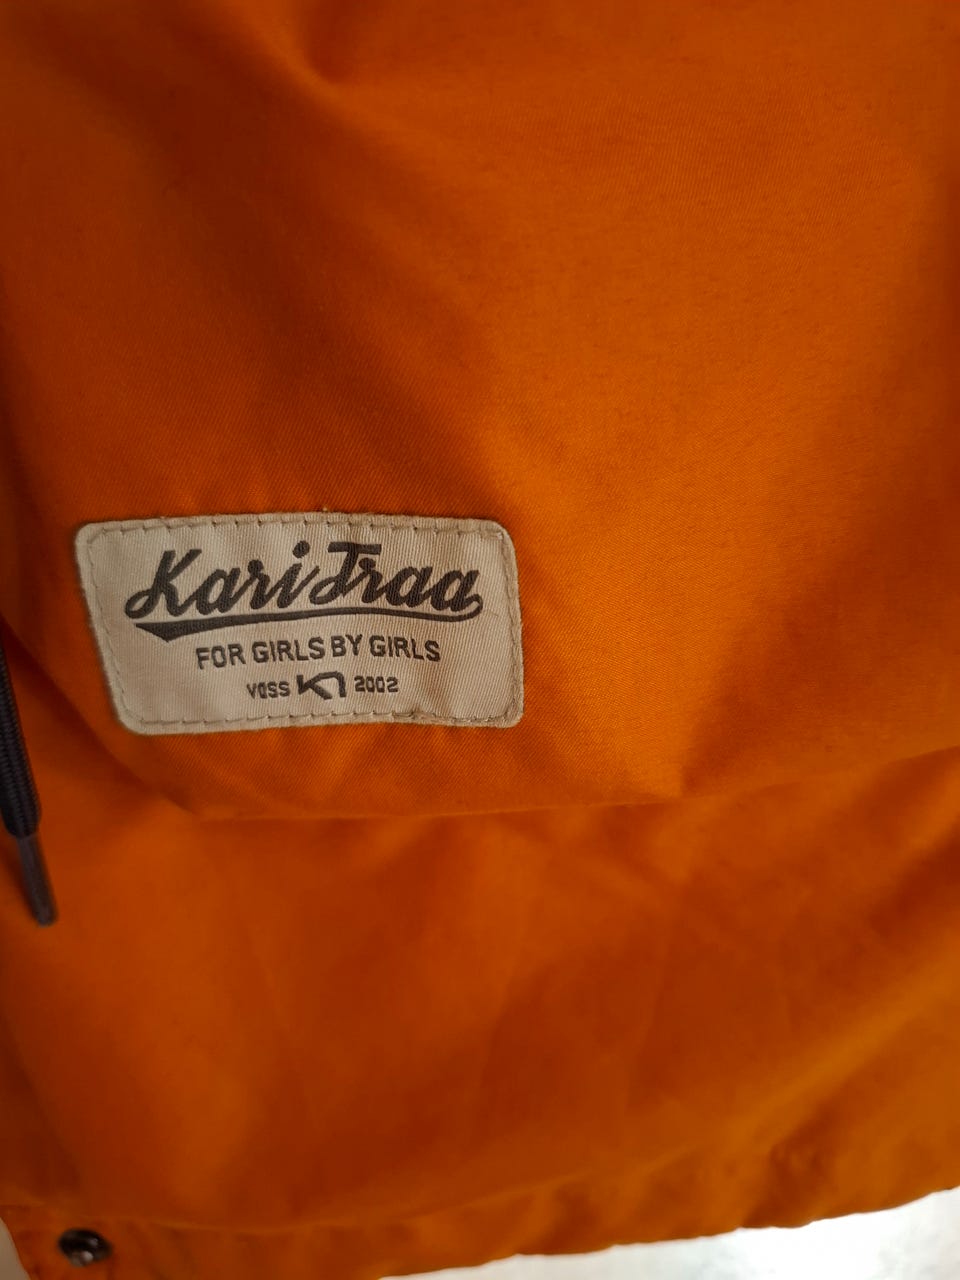 Kari Traa
FOR GIRLS BY GIRLS
VOSS KT 2002